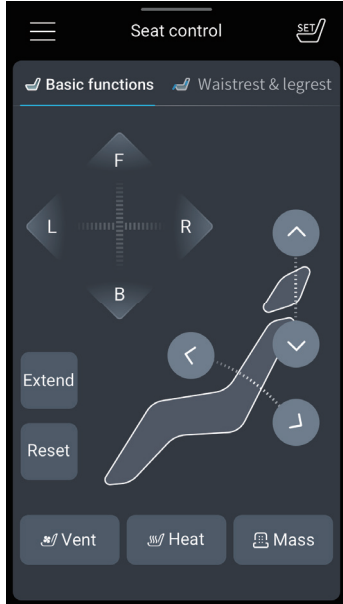 Seat control
SET
Basic functions
Waistrest & legrest
F
L
R
B
Extend
Reset
Vent
Heat
Mass